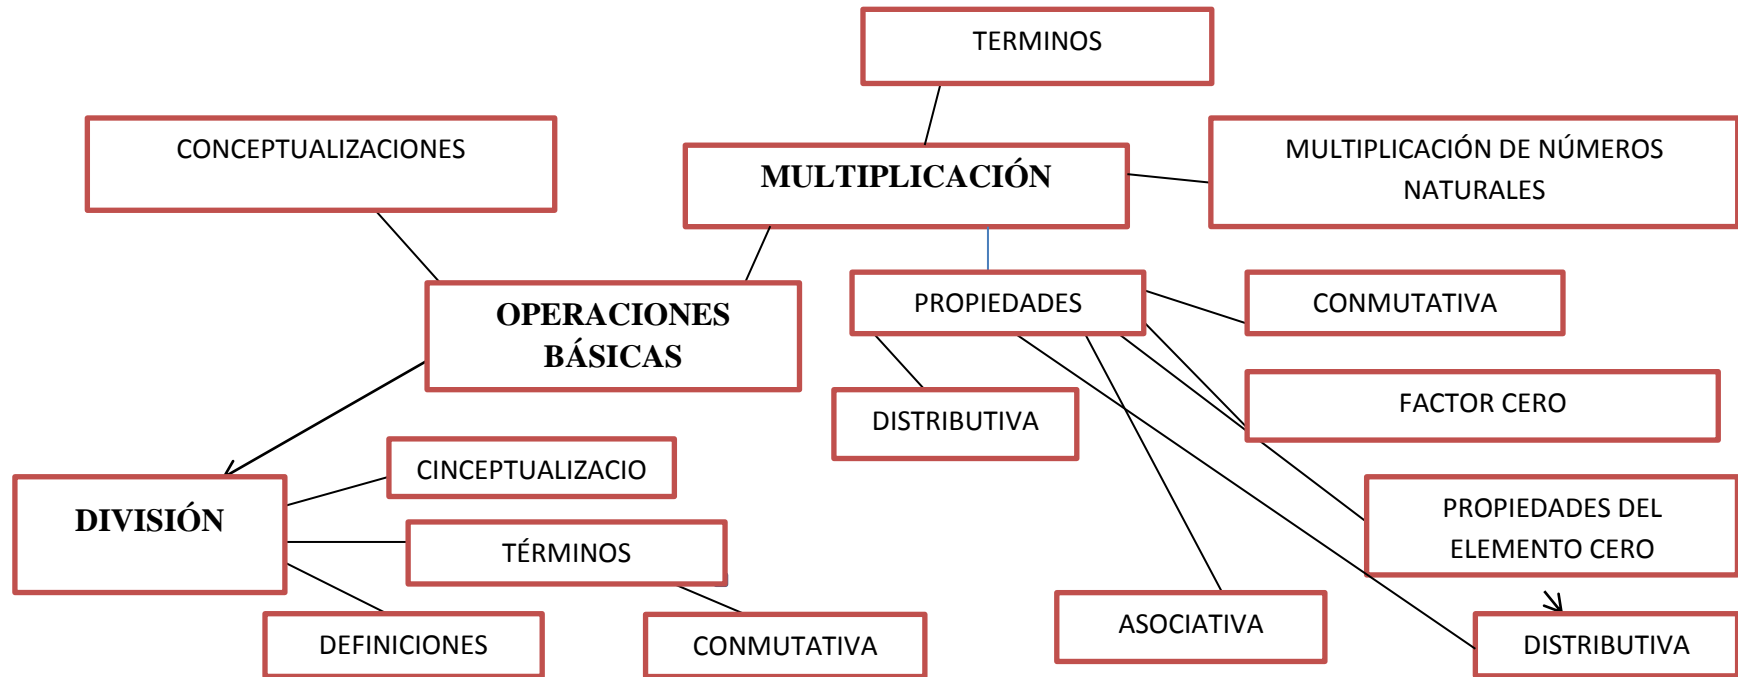 TERMINOS
CONCEPTUALIZACIONES
MULTIPLICACIÓN
MULTIPLICACIÓN DE NÚMEROS
NATURALES
OPERACIONES
BÁSICAS
PROPIEDADES
CONMUTATIVA
DISTRIBUTIVA
FACTOR CERO
CINCEPTUALIZACIO
DIVISIÓN
TÉRMINOS
PROPIEDADES DEL
ELEMENTO CERO
DEFINICIONES
CONMUTATIVA
ASOCIATIVA
DISTRIBUTIVA